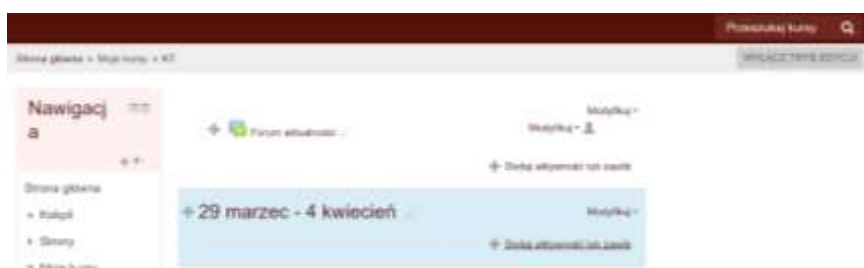 Przeszukaj kursy
Strona główna » Moje kursy » KT
WYŁĄCZ TRYB EDYCJI
Nawigacj
a
Modyfikuj
Forum aktualności
Modyfikuj
Dodaj aktywność lub zasób
Strona główna
Kokpit
Strony
29 marzec - 4 kwiecień
Modyfikuj
Dodaj aktywność lub zasób
Moje kursy